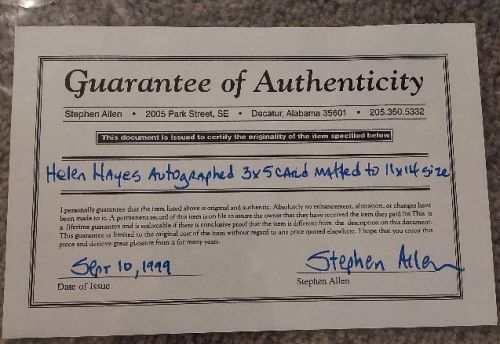 Guarantee of Authenticity
Stephen Allen • 2005 Park Street, SE • Decatur, Alabama 35601 • 205.350.5332
This document is issued to certify the originality of the item specified below
Helen Hayes Autographed 3x5 card matted to 11x14 size
I personally guarantee that the item listed above is original and authentic. Absolutely no enhancement, alteration, or changes have
been made to it. A permanent record of this item is on file to assure the owner that they have received the item they paid for. This is
a lifetime guarantee and is enforceable if there is conclusive proof that the item is different from the description on this document.
This guarantee is limited to the original cost of the item without regard to any price quoted elsewhere. I hope that you enjoy this
piece and derive great pleasure from it for many years.
Sept 10, 1999
Stephen Allen
Date of Issue
Stephen Allen